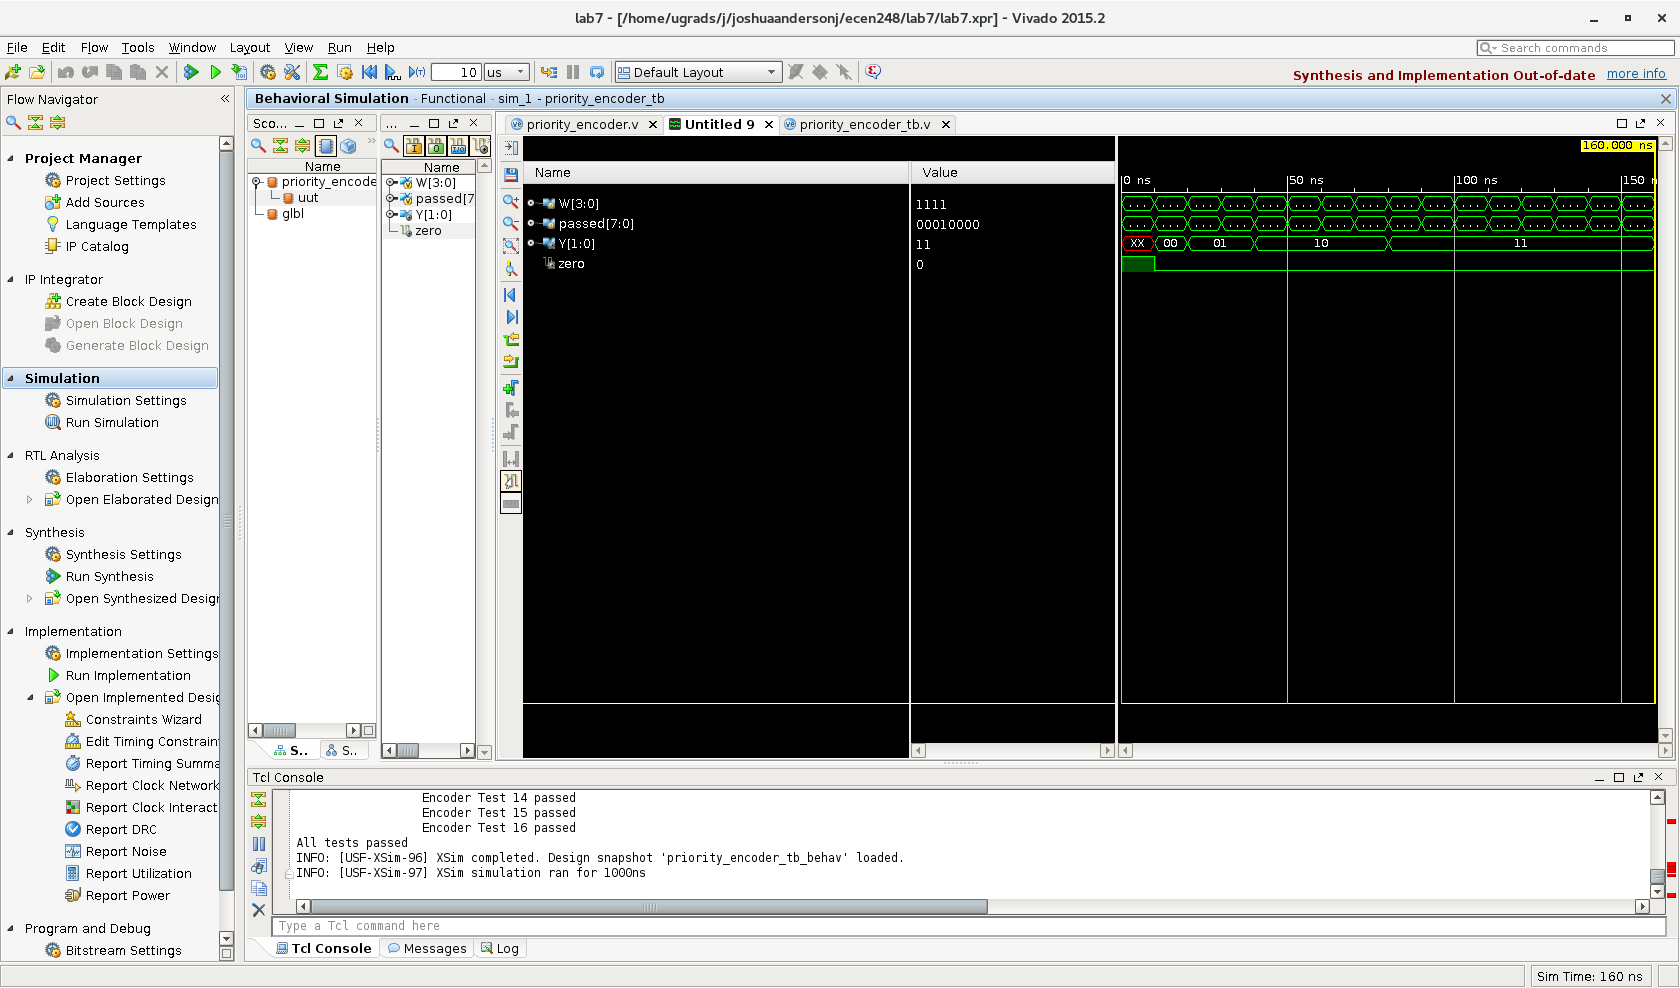 lab7 - [/home/ugrads/j/joshuaandersonj/ecen248/lab7/lab7.xpr] - Vivado 2015.2
File Edit Flow Tools Window Layout View Run Help
Search commands
10 us Default Layout
Synthesis and Implementation Out-of-date more info
Flow Navigator
Project Manager
Project Settings
Add Sources
Language Templates
IP Catalog
IP Integrator
Create Block Design
Open Block Design
Generate Block Design
Simulation
Simulation Settings
Run Simulation
RTL Analysis
Elaboration Settings
Open Elaborated Design
Synthesis
Synthesis Settings
Run Synthesis
Open Synthesized Design
Implementation
Implementation Settings
Run Implementation
Open Implemented Desig
Constraints Wizard
Edit Timing Constrain
Report Timing Summa
Report Clock Network
Report Clock Interact
Report DRC
Report Noise
Report Utilization
Report Power
Program and Debug
Bitstream Settings
Behavioral Simulation - Functional - sim_1 - priority_encoder_tb
Sco...
Name
priority_encode
uut
glbl
S.. S..
...
Name
W[3:0]
passed[7
Y[1:0]
zero
priority_encoder.v Untitled 9 priority_encoder_tb.v
Name Value
W[3:0] 1111
passed[7:0] 00010000
Y[1:0] 11
zero 0
160.000 ns
0 ns 50 ns 100 ns 150 n
... ... ... ... ... ... ... ... ... ... ... ... ... ... ... ...
... ... ... ... ... ... ... ... ... ... ... ... ... ... ... ...
XX 00 01 10 11
Tcl Console
Encoder Test 14 passed
Encoder Test 15 passed
Encoder Test 16 passed
All tests passed
INFO: [USF-XSim-96] XSim completed. Design snapshot 'priority_encoder_tb_behav' loaded.
INFO: [USF-XSim-97] XSim simulation ran for 1000ns
Type a Tcl command here
Tcl Console Messages Log
Sim Time: 160 ns